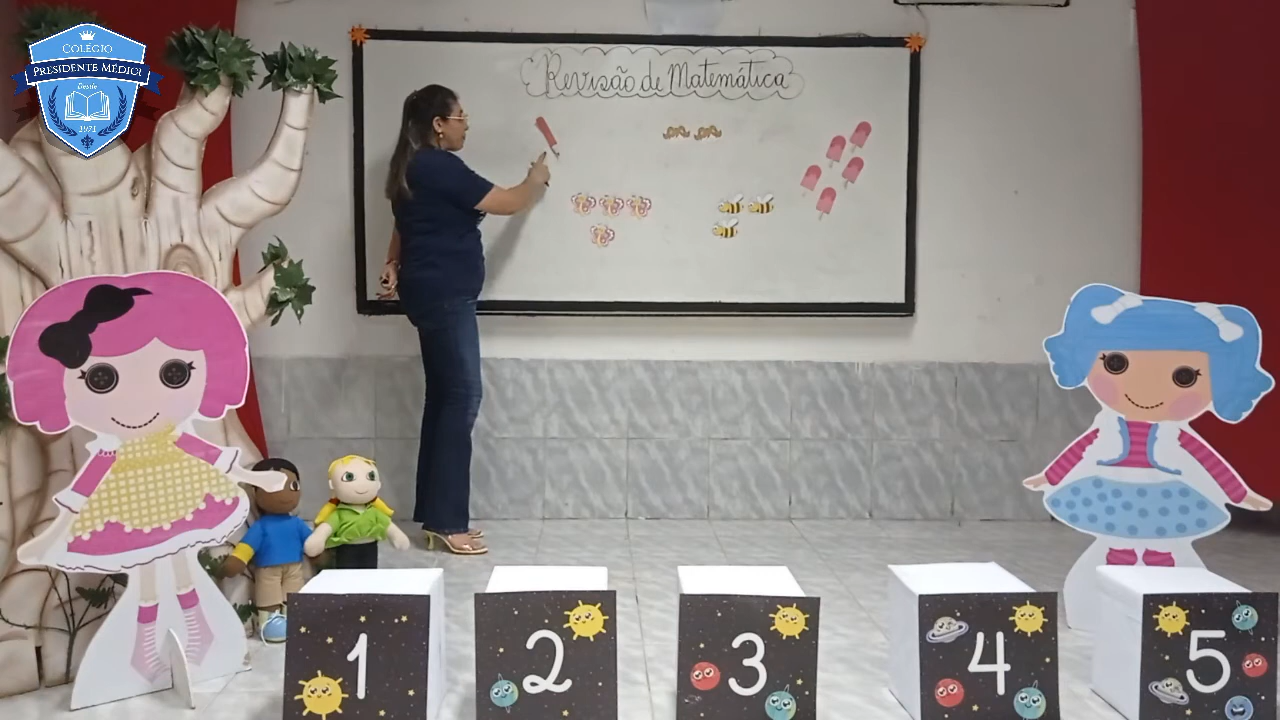 COLÉGIO
PRESIDENTE MÉDICI
Desde
1971
Revisão de Matemática
1
2
3
4
5